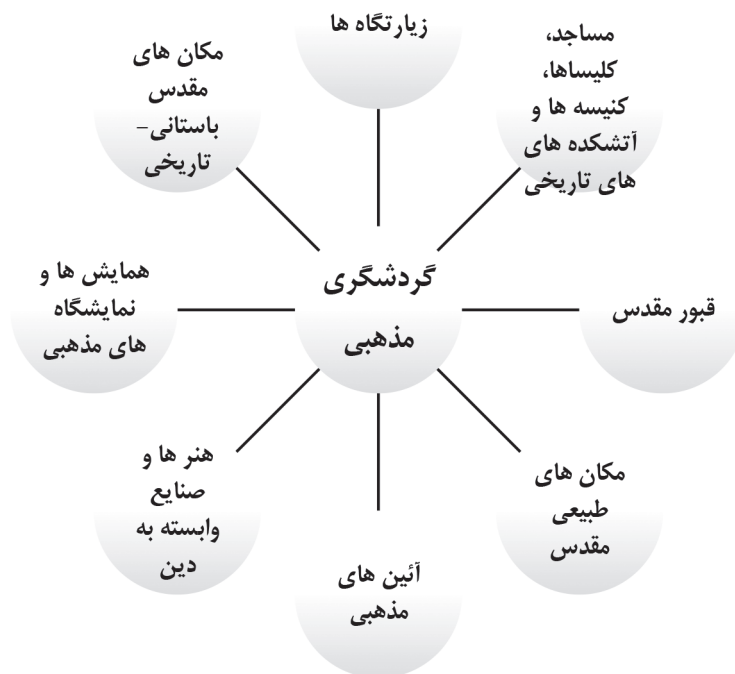 زیارتگاه ها
مساجد،
کلیساها،
کنیسه ها و
آتشکده های
های تاریخی
قبور مقدس
مکان های
طبیعی
مقدس
آئین های
مذهبی
هنر ها و
صنایع
وابسته به
دین
همایش ها و
نمایشگاه
های مذهبی
مکان های
مقدس
باستانی-
تاریخی
گردشگری
مذهبی